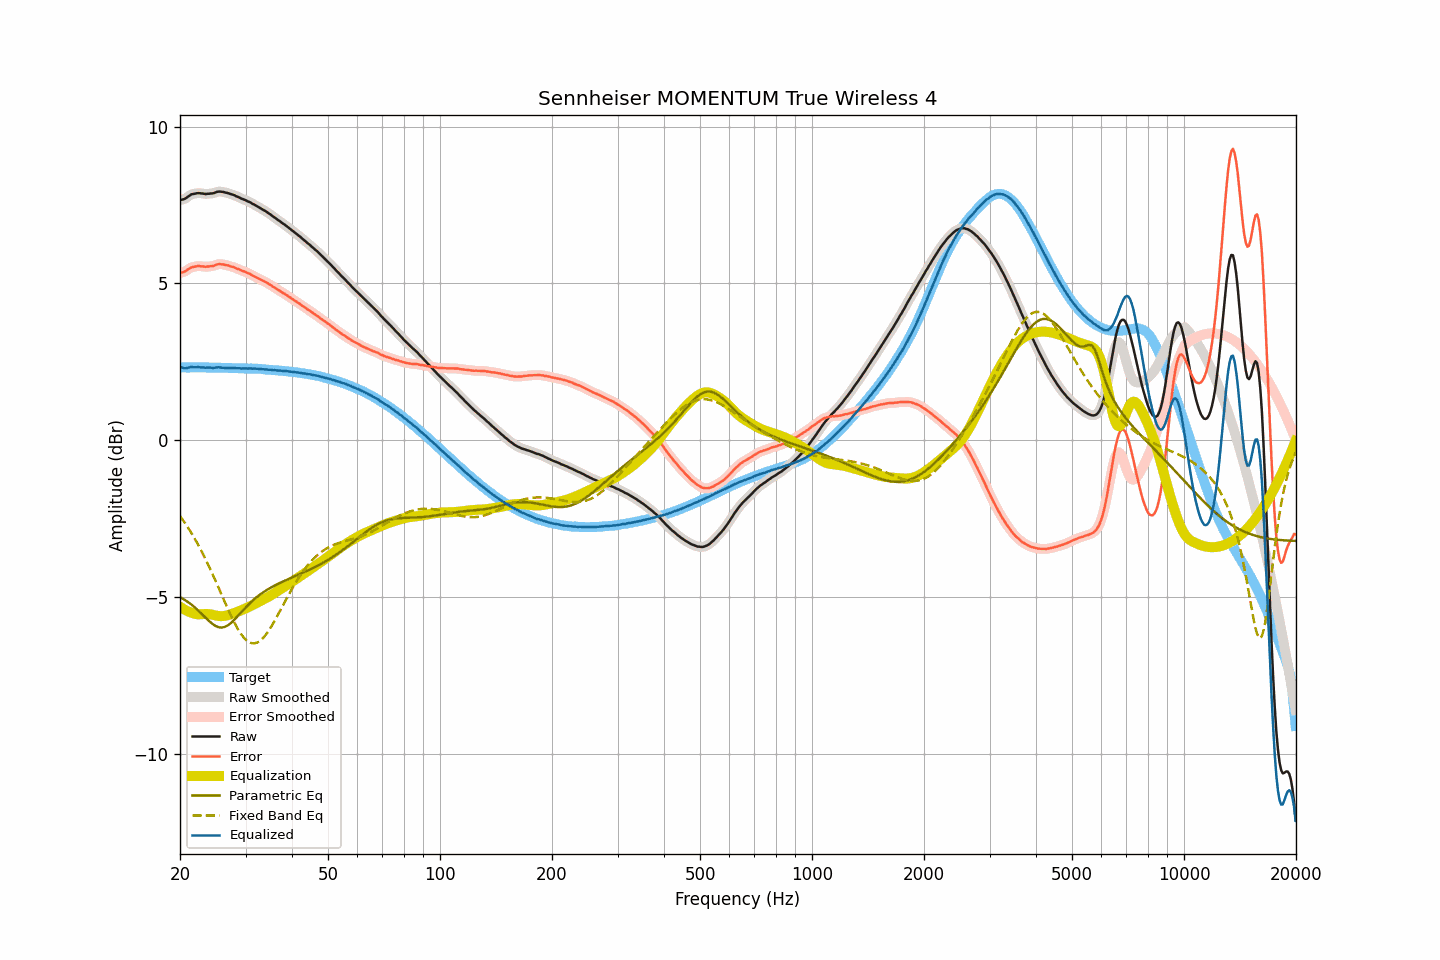 Sennheiser MOMENTUM True Wireless 4
10
5
0
−5
−10
Amplitude (dBr)
Target
Raw Smoothed
Error Smoothed
Raw
Error
Equalization
Parametric Eq
Fixed Band Eq
Equalized
20 50 100 200 500 1000 2000 5000 10000 20000
Frequency (Hz)